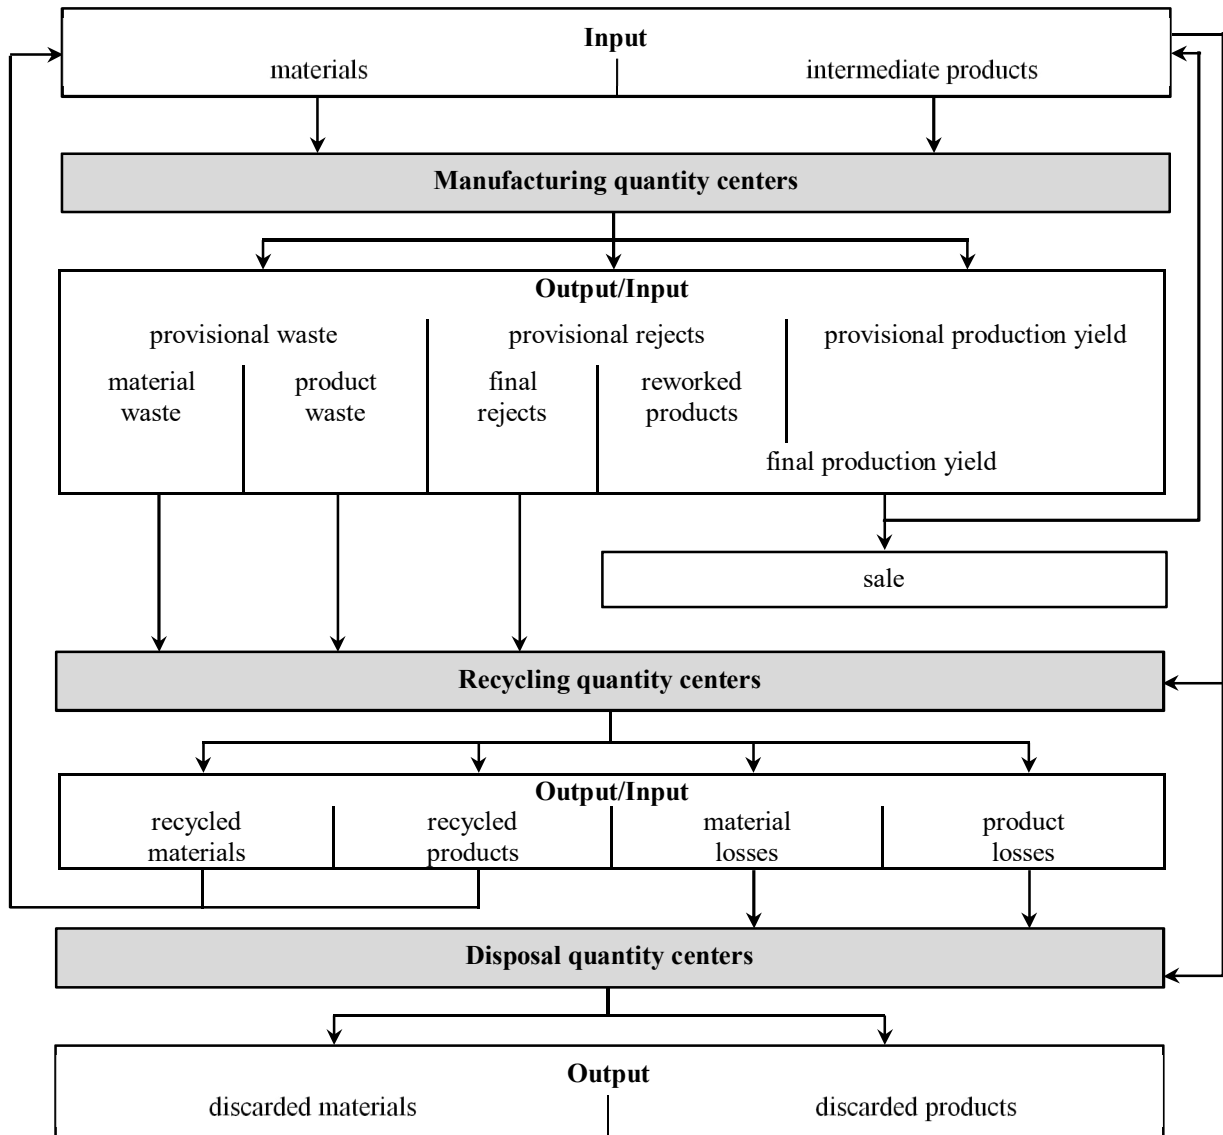 Input
materials
intermediate products
Manufacturing quantity centers
Output/Input
provisional waste
provisional rejects
provisional production yield
material
waste
product
waste
final
rejects
reworked
products
final production yield
sale
Recycling quantity centers
Output/Input
recycled
materials
recycled
products
material
losses
product
losses
Disposal quantity centers
Output
discarded materials
discarded products